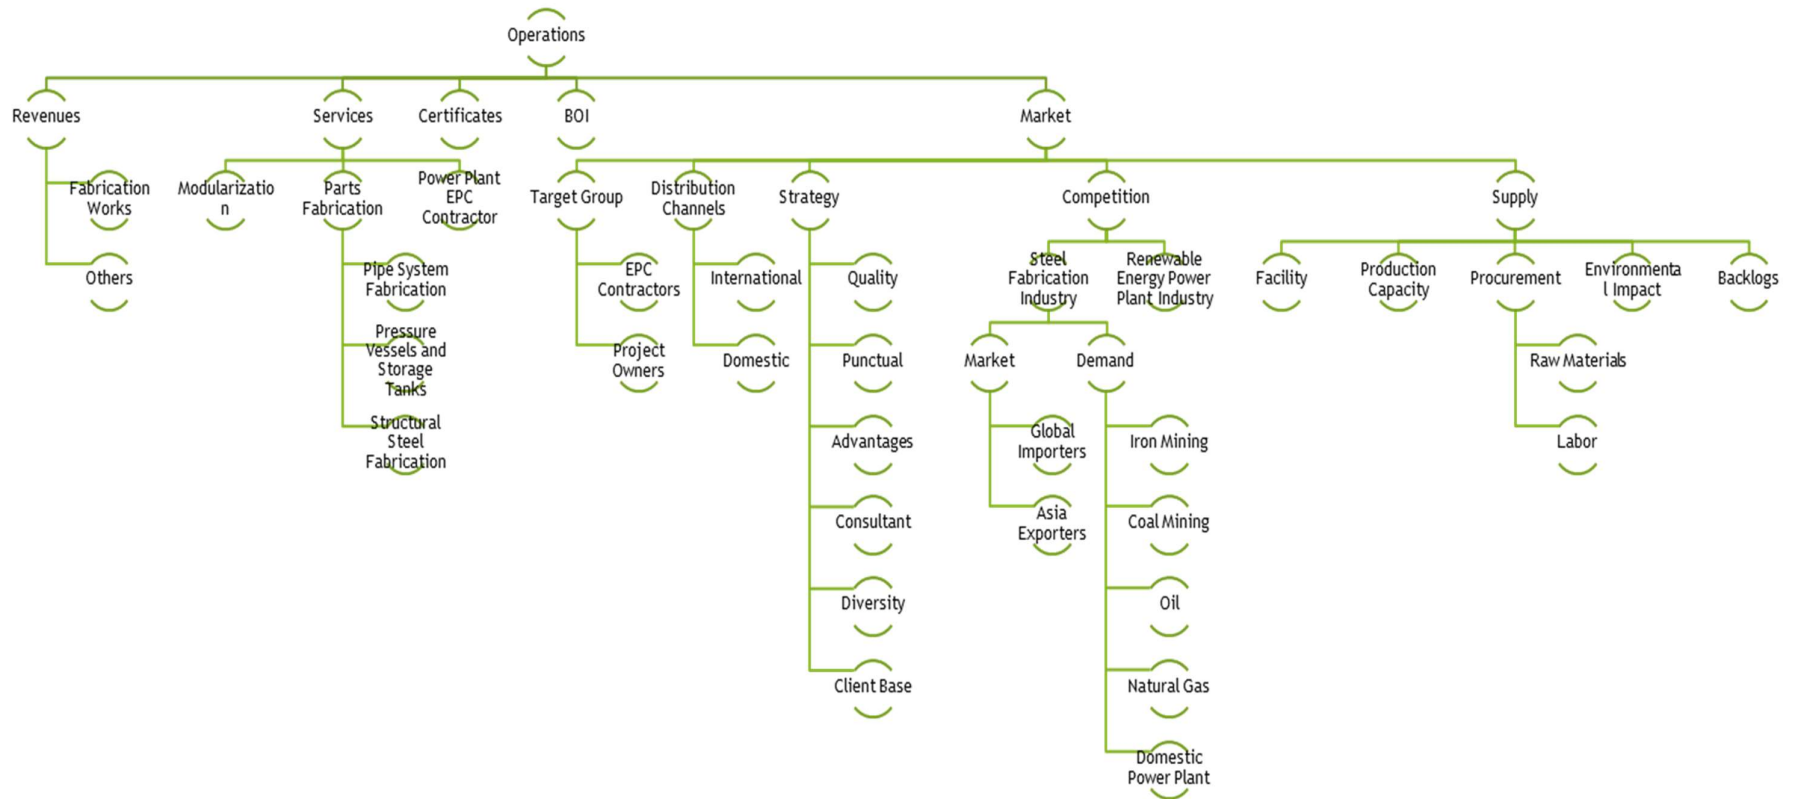 Operations
Revenues
Services
Certificates
BOI
Market
Fabrication
Works
Others
Modularizatio
n
Parts
Fabrication
Power Plant
EPC
Contractor
Pipe System
Fabrication
Pressure
Vessels and
Storage
Tanks
Structural
Steel
Fabrication
Target Group
Distribution
Channels
Strategy
Competition
Supply
EPC
Contractors
Project
Owners
International
Domestic
Quality
Punctual
Advantages
Consultant
Diversity
Client Base
Steel
Fabrication
Industry
Renewable
Energy Power
Plant Industry
Market
Demand
Global
Importers
Asia
Exporters
Iron Mining
Coal Mining
Oil
Natural Gas
Domestic
Power Plant
Facility
Production
Capacity
Procurement
Environmenta
l Impact
Backlogs
Raw Materials
Labor